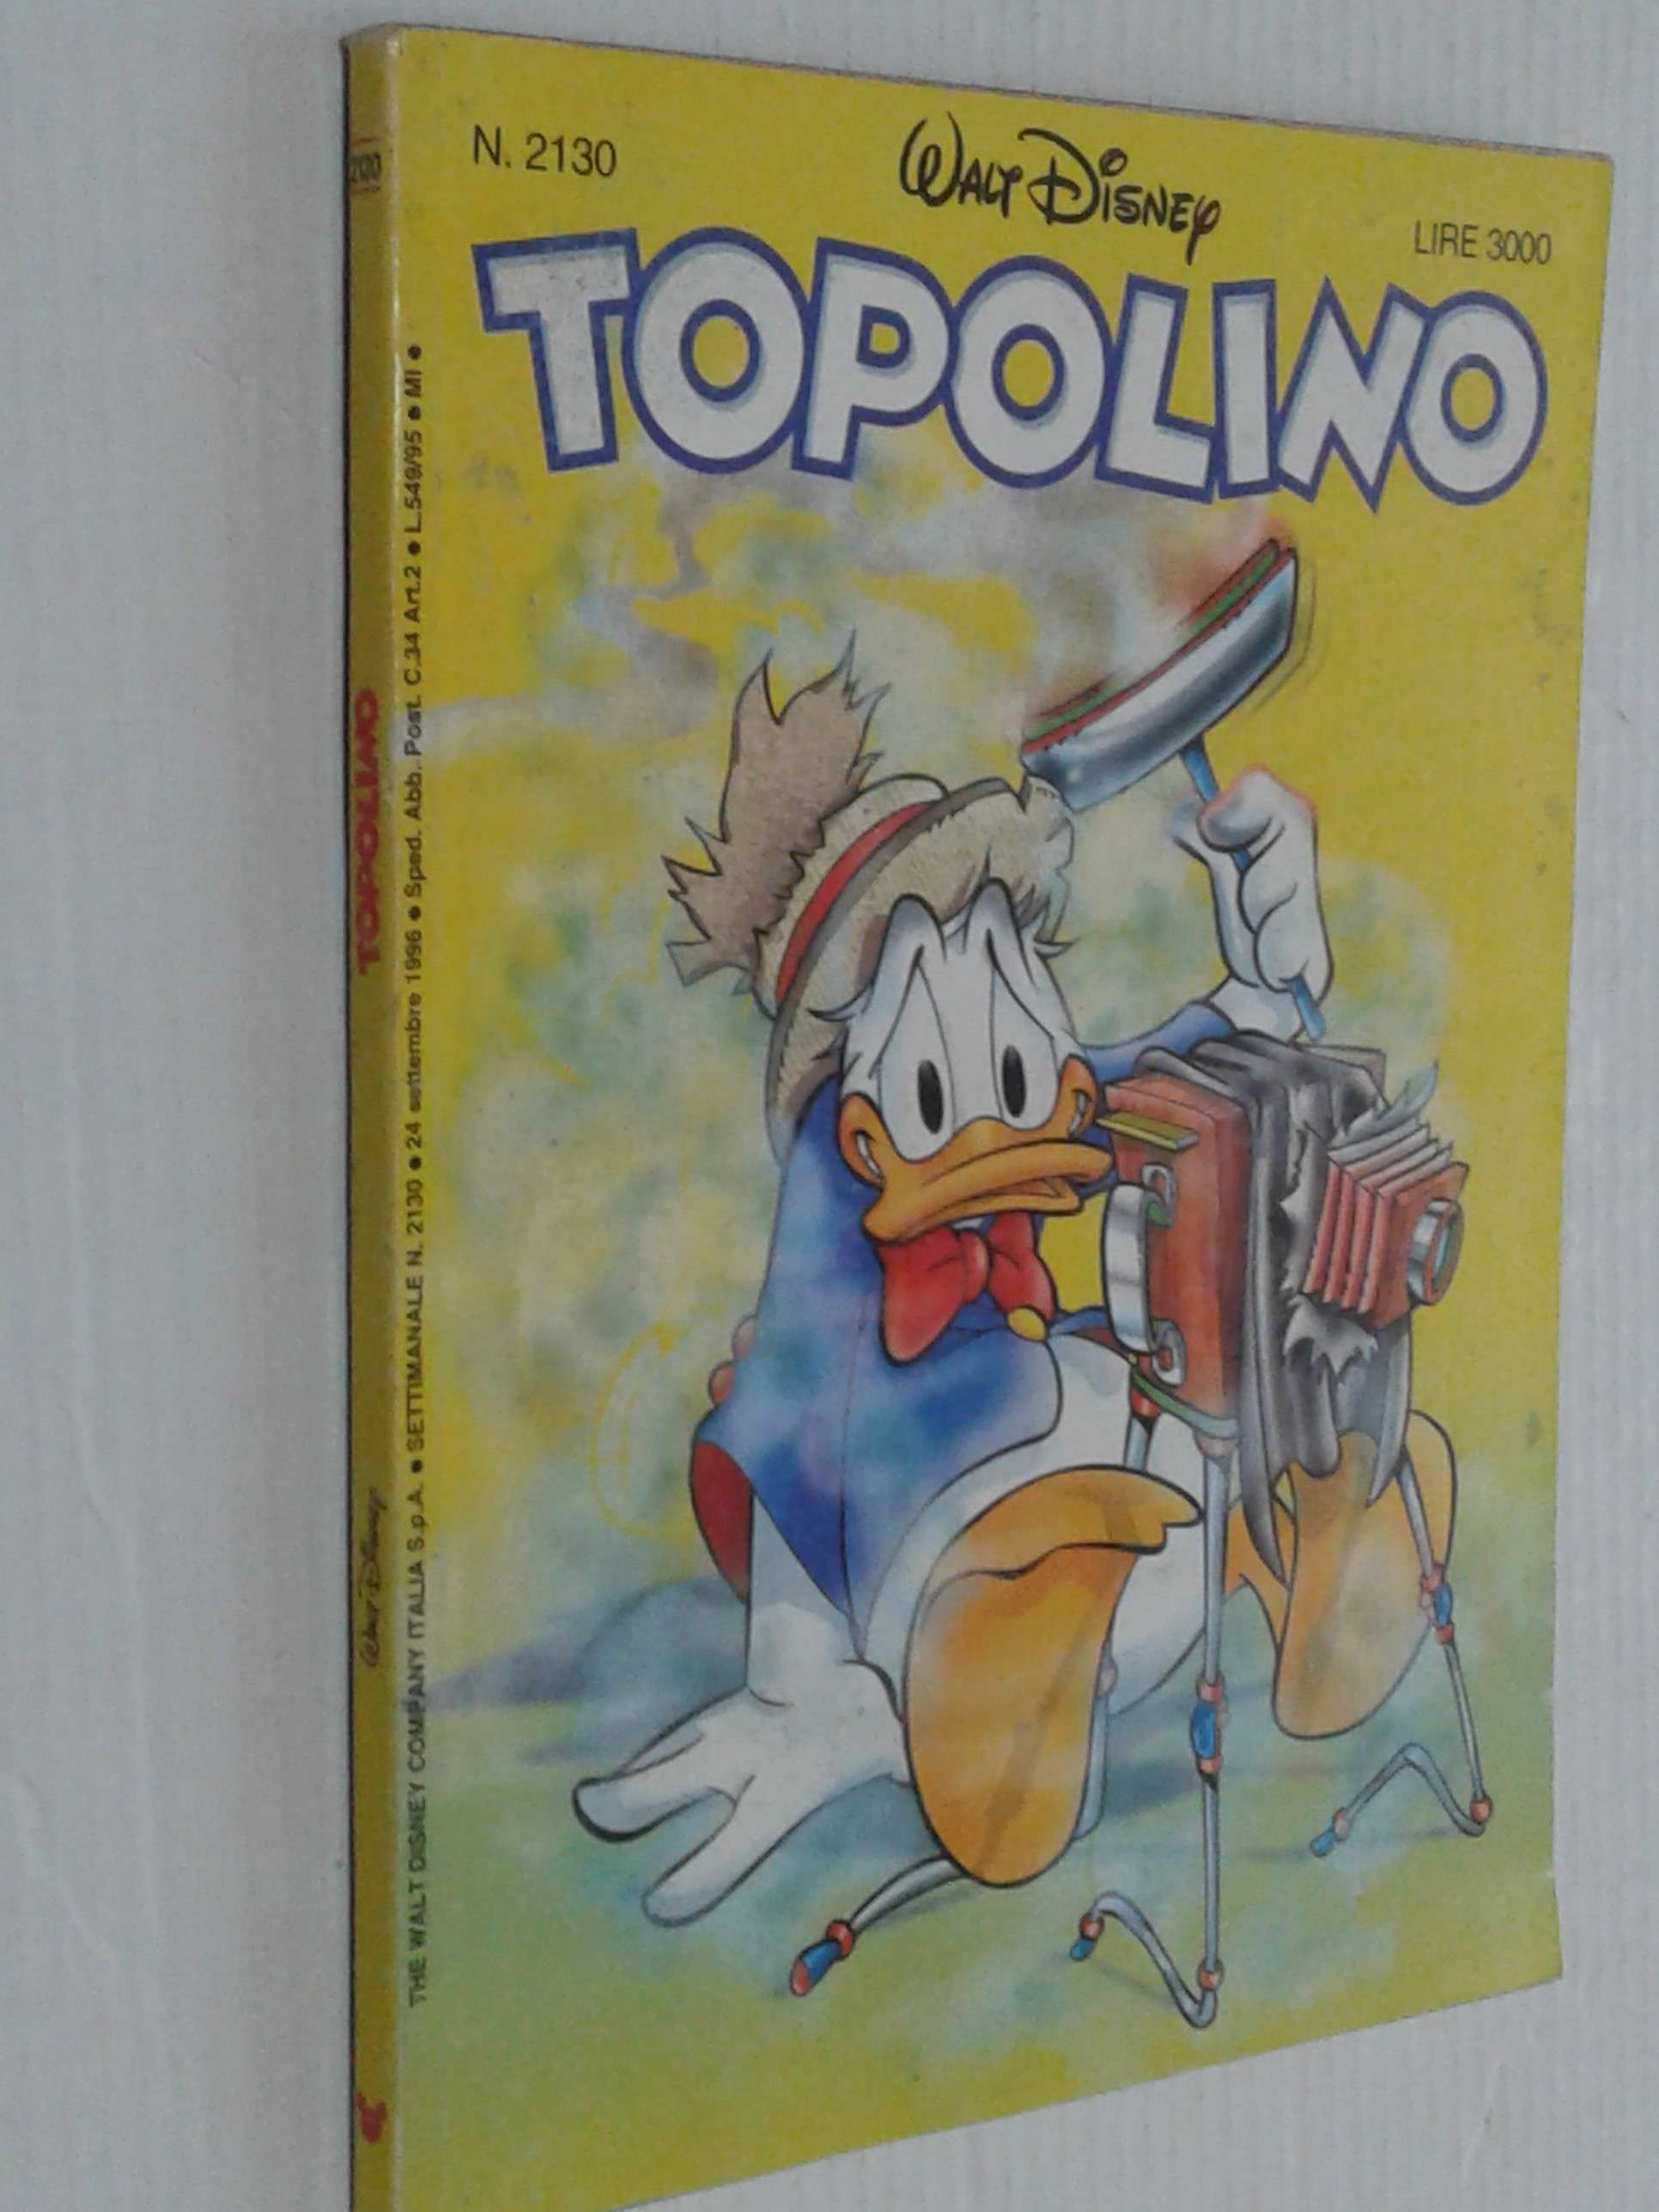 N. 2130
WALT DISNEY
LIRE 3000
TOPOLINO
THE WALT DISNEY COMPANY ITALIA S.p.A. ● SETTIMANALE N. 2130 ● 24 settembre 1996 ● Sped. Abb. Post. C.34 Art.2 ● L.549/95 ● MI ●
2130
TOPOLINO
Walt Disney